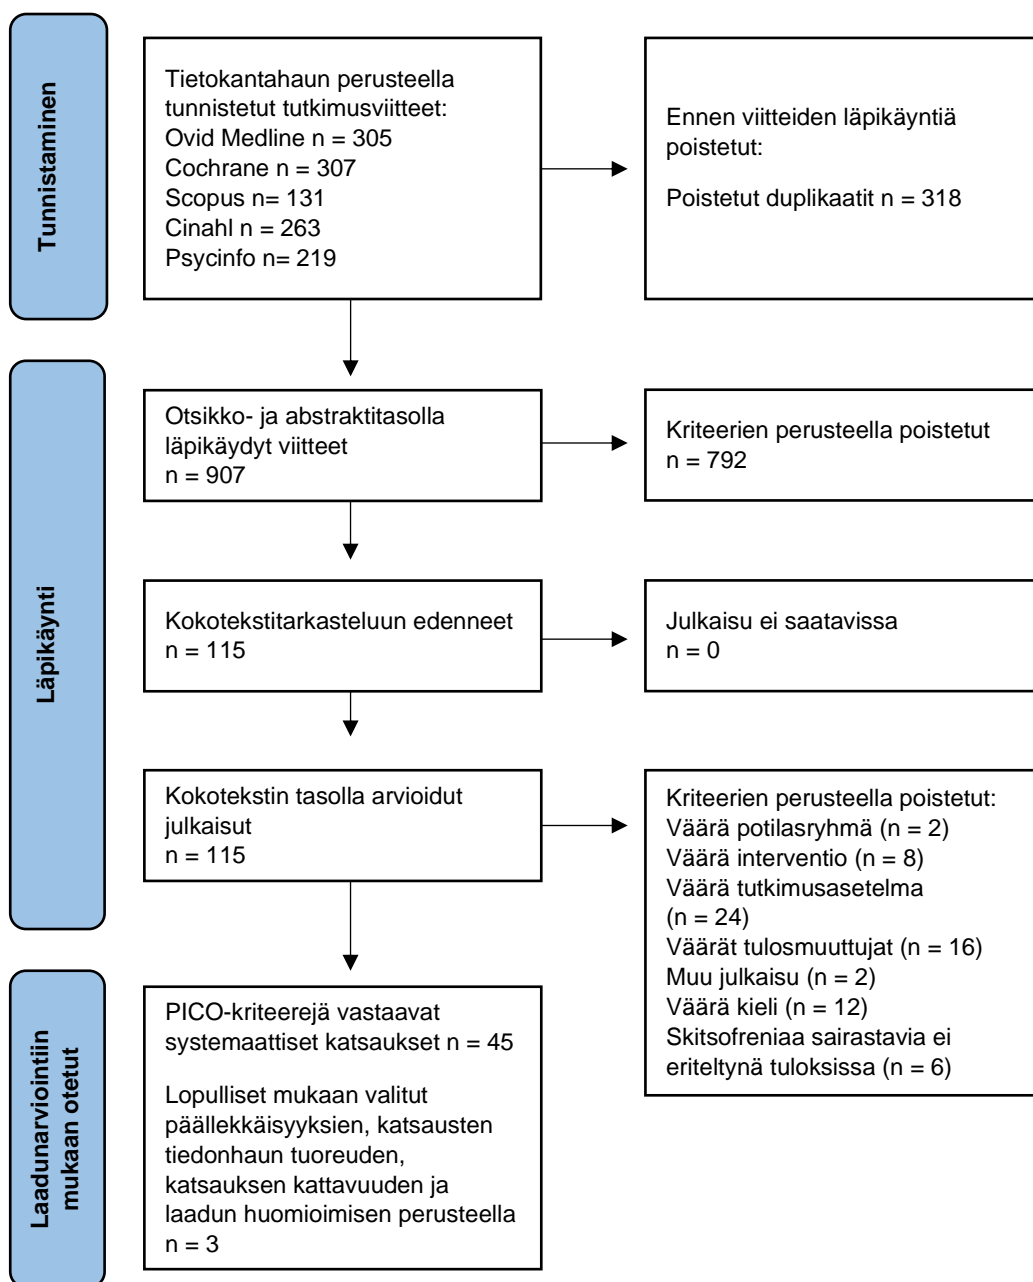 Tunnistaminen
Tietokantahaun perusteella
tunnistetut tutkimusviitteet:
Ovid Medline n = 305
Cochrane n = 307
Scopus n= 131
Cinahl n = 263
Psycinfo n= 219
Ennen viitteiden läpikäyntiä
poistetut:
Poistetut duplikaatit n = 318
Läpikäynti
Otsikko- ja abstraktitasolla
läpikäydyt viitteet
n = 907
Kriteerien perusteella poistetut
n = 792
Kokotekstitarkasteluun edenneet
n = 115
Julkaisu ei saatavissa
n = 0
Kokotekstin tasolla arvioidut
julkaisut
n = 115
Kriteerien perusteella poistetut:
Väärä potilasryhmä (n = 2)
Väärä interventio (n = 8)
Väärä tutkimusasetelma
(n = 24)
Väärät tulosmuuttujat (n = 16)
Muu julkaisu (n = 2)
Väärä kieli (n = 12)
Skitsofreniaa sairastavia ei
eriteltynä tuloksissa (n = 6)
Laadunarviointiin
mukaan otetut
PICO-kriteerejä vastaavat
systemaattiset katsaukset n = 45
Lopulliset mukaan valitut
päällekkäisyyksien, katsausten
tiedonhaun tuoreuden,
katsauksen kattavuuden ja
laadun huomioimisen perusteella
n = 3